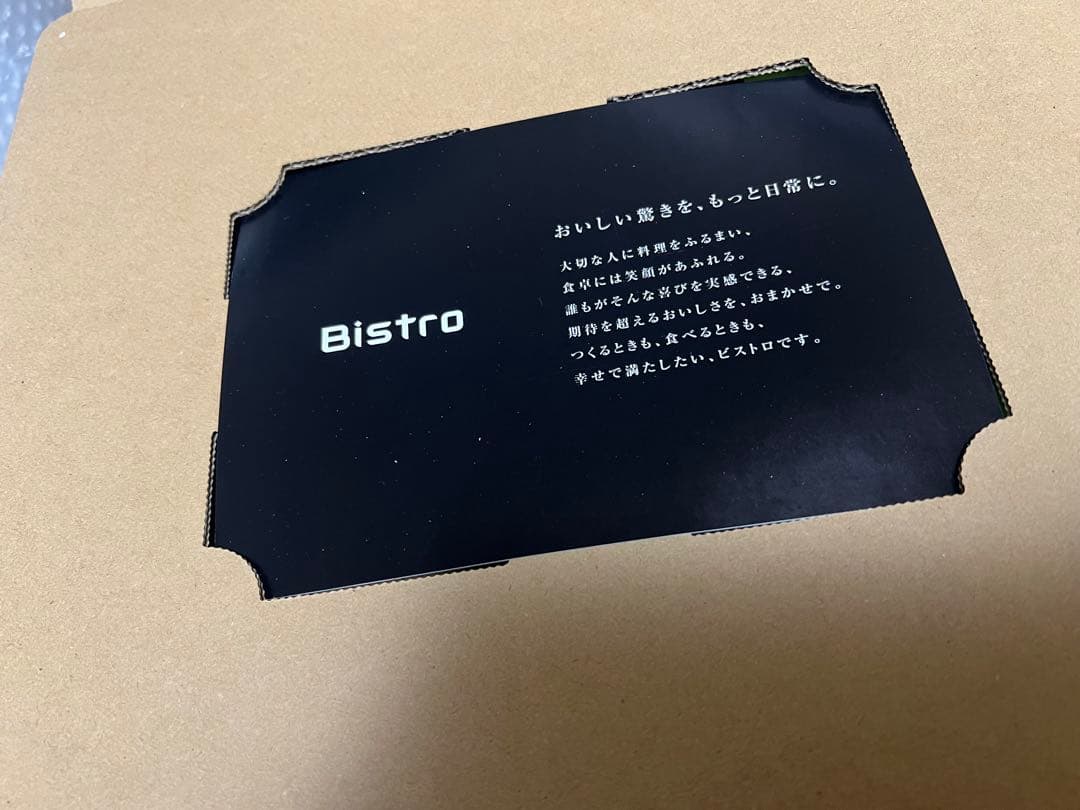 Bistro
おいしい驚きを、もっと日常に。
大切な人に料理をふるまい、
食卓には笑顔があふれる。
誰もがそんな喜びを実感できる、
期待を超えるおいしさを、おまかせで。
つくるときも、食べるときも、
幸せで満たしたい、ビストロです。